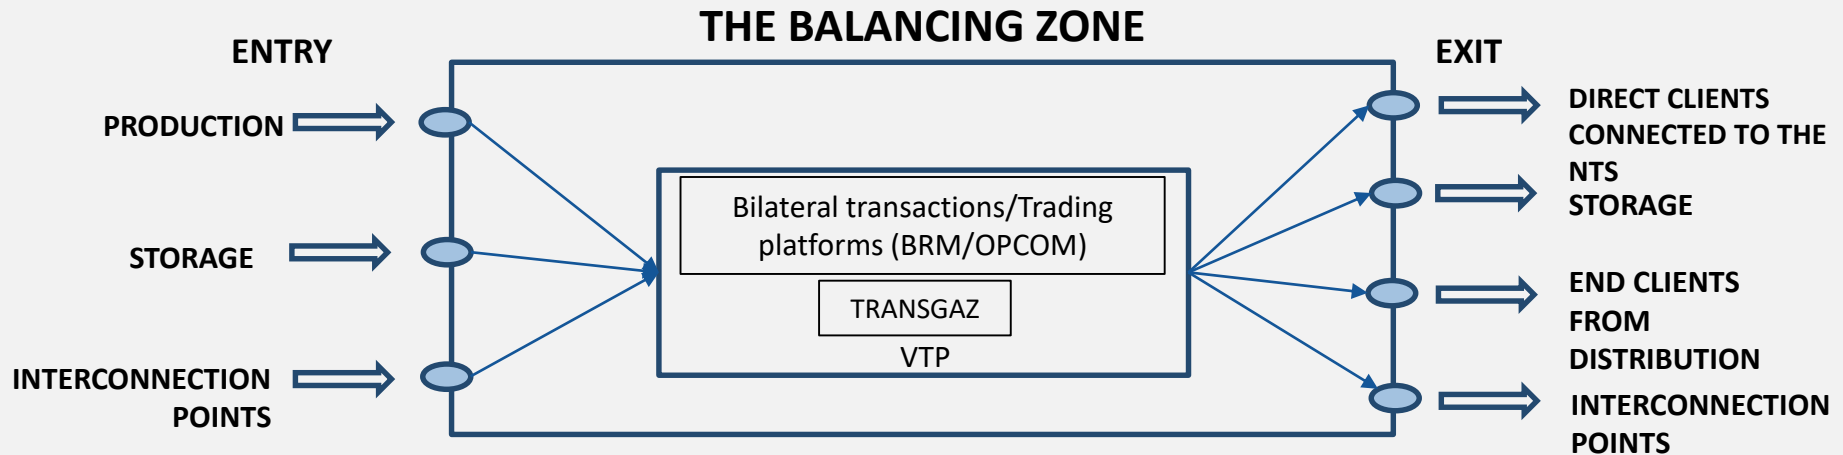 THE BALANCING ZONE
ENTRY
EXIT
PRODUCTION
STORAGE
INTERCONNECTION
POINTS
Bilateral transactions/Trading
platforms (BRM/OPCOM)
TRANSGAZ
VTP
DIRECT CLIENTS
CONNECTED TO THE
NTS
STORAGE
END CLIENTS
FROM
DISTRIBUTION
INTERCONNECTION
POINTS